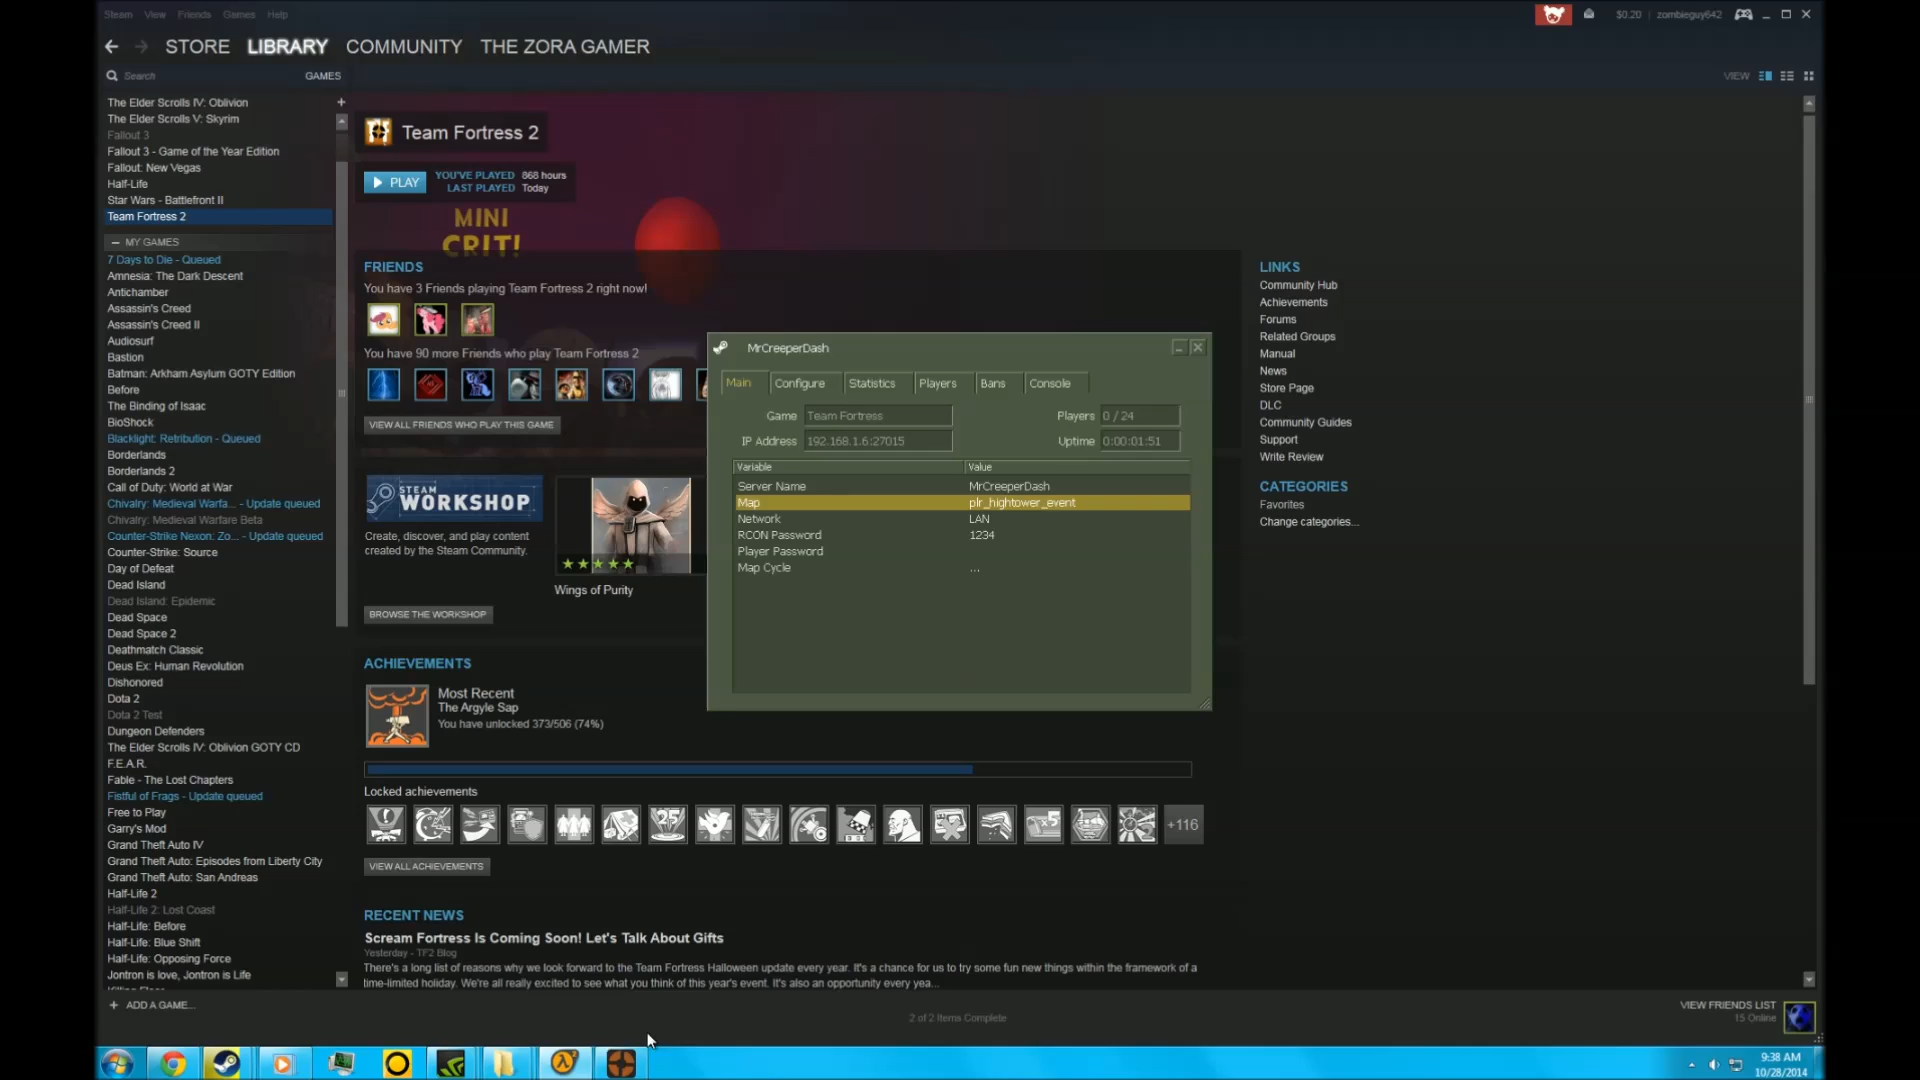 Steam View Friends Games Help
$0.20 zombieguy642
STORE LIBRARY COMMUNITY THE ZORA GAMER
Search GAMES
VIEW
The Elder Scrolls IV: Oblivion
The Elder Scrolls V: Skyrim
Fallout 3
Fallout 3 - Game of the Year Edition
Fallout: New Vegas
Half-Life
Star Wars - Battlefront II
Team Fortress 2
— MY GAMES
7 Days to Die - Queued
Amnesia: The Dark Descent
Antichamber
Assassin's Creed
Assassin's Creed II
Audiosurf
Bastion
Batman: Arkham Asylum GOTY Edition
Before
The Binding of Isaac
BioShock
Blacklight: Retribution - Queued
Borderlands
Borderlands 2
Call of Duty: World at War
Chivalry: Medieval Warfa... - Update queued
Chivalry: Medieval Warfare Beta
Counter-Strike Nexon: Zo... - Update queued
Counter-Strike: Source
Day of Defeat
Dead Island
Dead Island: Epidemic
Dead Space
Dead Space 2
Deathmatch Classic
Deus Ex: Human Revolution
Dishonored
Dota 2
Dota 2 Test
Dungeon Defenders
The Elder Scrolls IV: Oblivion GOTY CD
F.E.A.R.
Fable - The Lost Chapters
Fistful of Frags - Update queued
Free to Play
Garry's Mod
Grand Theft Auto IV
Grand Theft Auto: Episodes from Liberty City
Grand Theft Auto: San Andreas
Half-Life 2
Half-Life 2: Lost Coast
Half-Life: Before
Half-Life: Blue Shift
Half-Life: Opposing Force
Jontron is love, Jontron is Life
+ ADD A GAME...
Team Fortress 2
PLAY
YOU'VE PLAYED 868 hours
LAST PLAYED Today
MINI
CRIT!
FRIENDS
You have 3 Friends playing Team Fortress 2 right now!
You have 90 more Friends who play Team Fortress 2
VIEW ALL FRIENDS WHO PLAY THIS GAME
STEAM
WORKSHOP
Create, discover, and play content
created by the Steam Community.
Wings of Purity
BROWSE THE WORKSHOP
ACHIEVEMENTS
Most Recent
The Argyle Sap
You have unlocked 373/506 (74%)
Locked achievements
25
x5
+116
VIEW ALL ACHIEVEMENTS
RECENT NEWS
Scream Fortress Is Coming Soon! Let's Talk About Gifts
Yesterday - TF2 Blog
There's a long list of reasons why we look forward to the Team Fortress Halloween update every year. It's a chance for us to try some fun new things within the framework of a
time-limited holiday. We're all really excited to see what you think of this year's event. It's also an opportunity every yea...
MrCreeperDash
Main Configure Statistics Players Bans Console
Game Team Fortress Players 0 / 24
IP Address 192.168.1.6:27015 Uptime 0:00:01:51
Variable Value
Server Name MrCreeperDash
Map plr_hightower_event
Network LAN
RCON Password 1234
Player Password
Map Cycle ...
LINKS
Community Hub
Achievements
Forums
Related Groups
Manual
News
Store Page
DLC
Community Guides
Support
Write Review
CATEGORIES
Favorites
Change categories...
2 of 2 Items Complete
VIEW FRIENDS LIST
15 Online
9:38 AM
10/28/2014